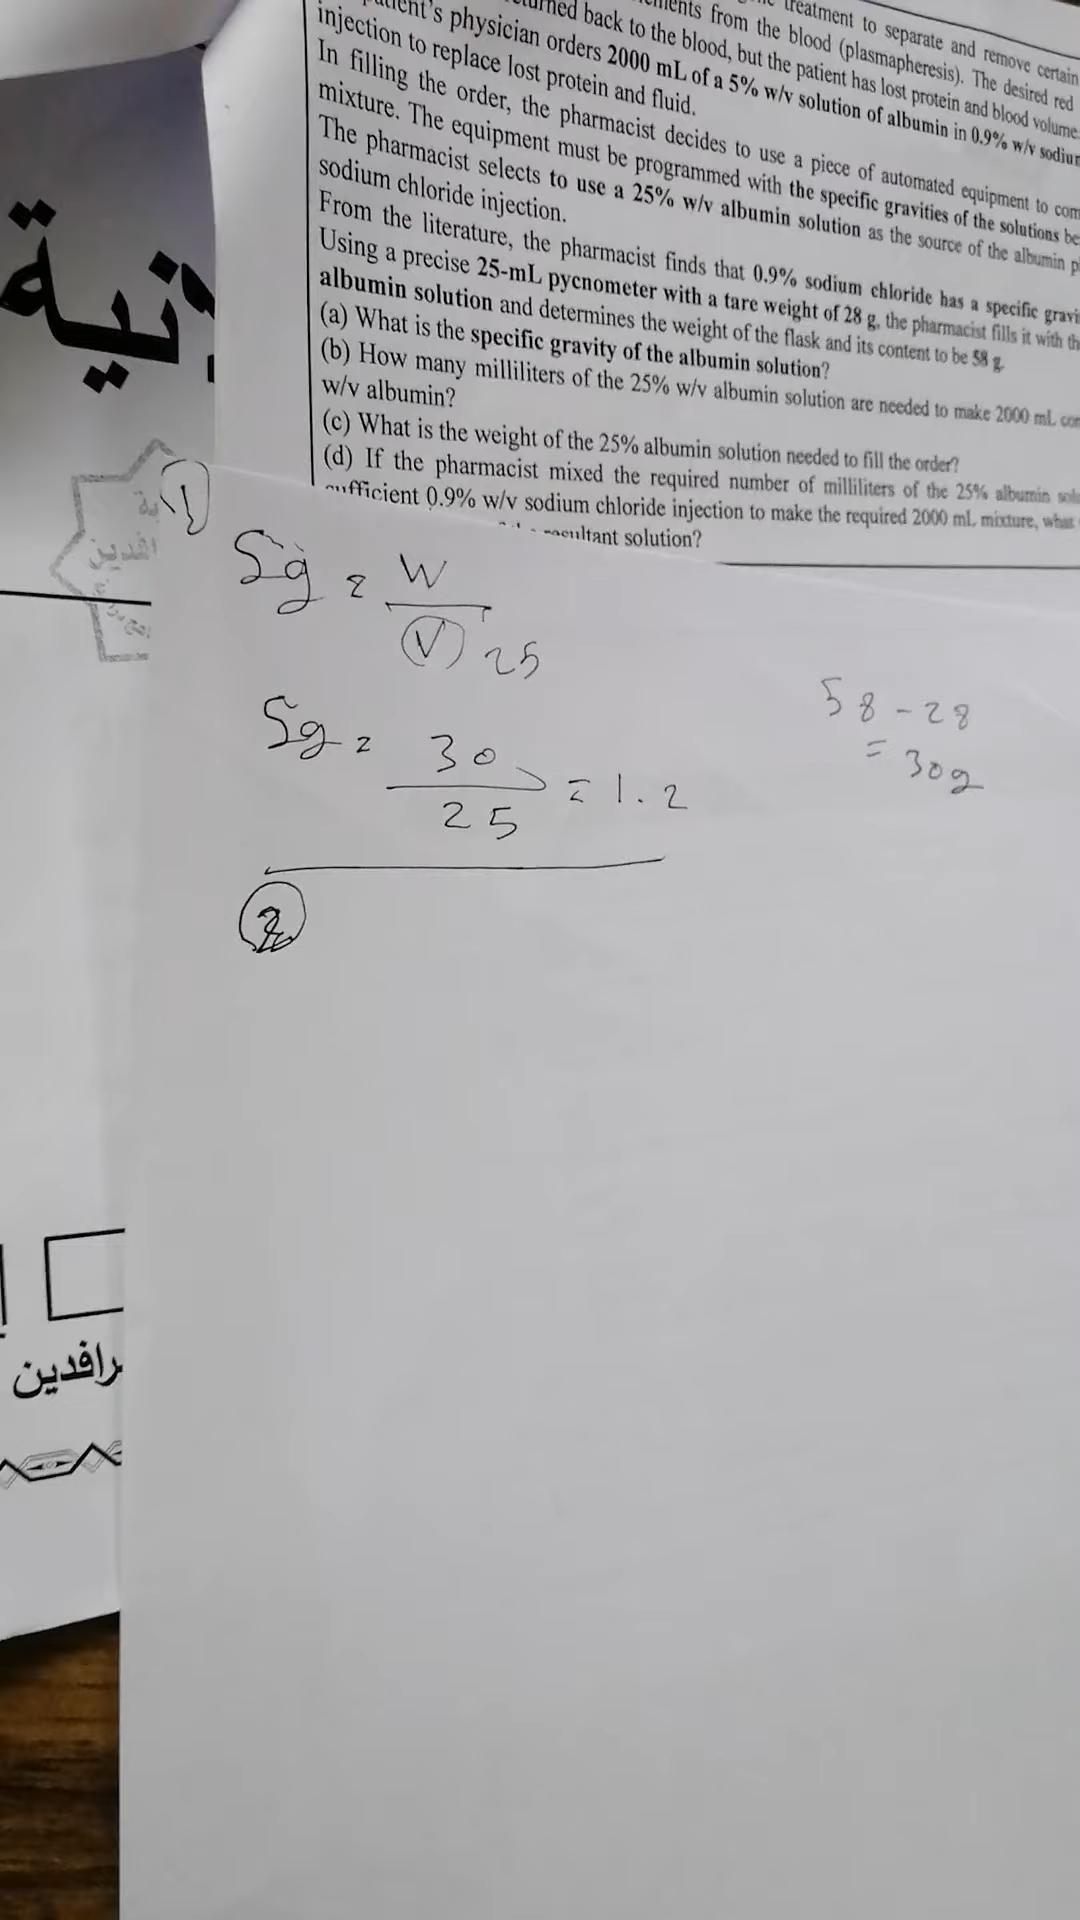 treatment to separate and remove certain
from the blood (plasmapheresis). The desired red
back to the blood, but the patient has lost protein and blood volume.
physician orders 2000 mL of a 5% w/v solution of albumin in 0.9% w/v
injection to replace lost protein and fluid.
In filling the order, the pharmacist decides to use a piece of automated equipment to
mixture. The equipment must be programmed with the specific gravities of the solutions
The pharmacist selects to use a 25% w/v albumin solution as the source of the albumin
sodium chloride injection.
From the literature, the pharmacist finds that 0.9% sodium chloride has a specific
Using a precise 25-mL pycnometer with a tare weight of 28 g, the pharmacist fills it with
albumin solution and determines the weight of the flask and its content to be 58 g.
(a) What is the specific gravity of the albumin solution?
(b) How many milliliters of the 25% w/v albumin solution are needed to make 2000 mL
w/v albumin?
(c) What is the weight of the 25% albumin solution needed to fill the order?
(d) If the pharmacist mixed the required number of milliliters of the 25% albumin
sufficient 0.9% w/v sodium chloride injection to make the required 2000 mL mixture,
resultant solution?
1
Sg = W / V 25
58 - 28
= 30g
Sg = 30 / 25 = 1.2
2
رافدين